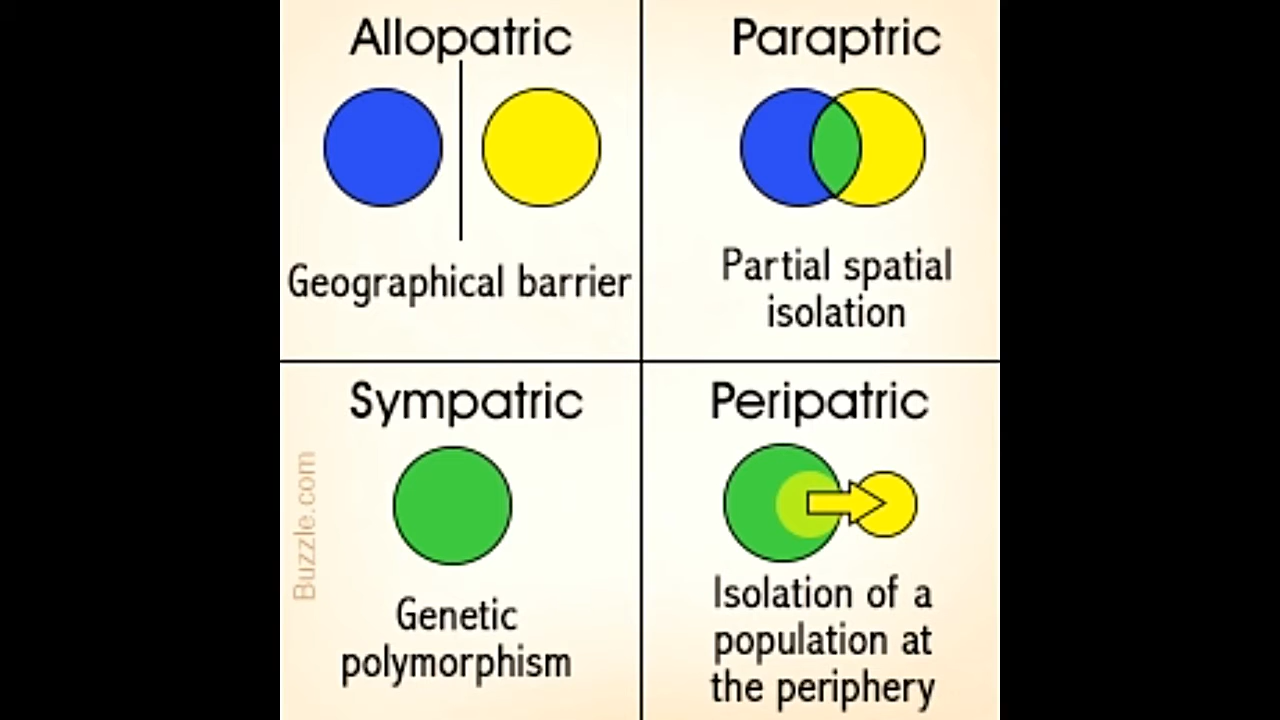 Allopatric
Geographical barrier
Paraptric
Partial spatial
isolation
Sympatric
Genetic
polymorphism
Buzzle.com
Peripatric
Isolation of a
population at
the periphery